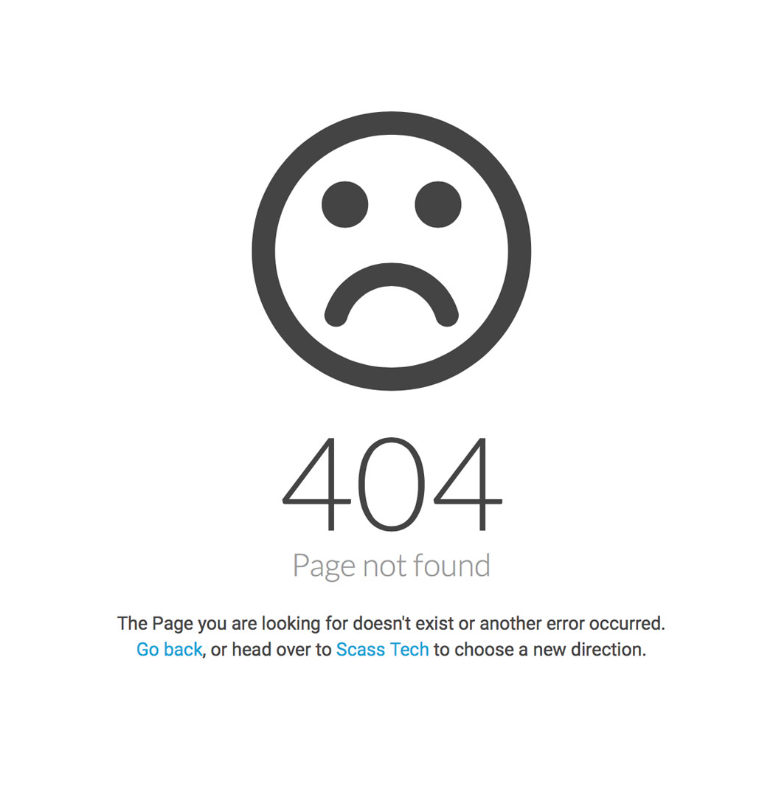 404
Page not found
The Page you are looking for doesn't exist or another error occurred.
Go back, or head over to Scass Tech to choose a new direction.